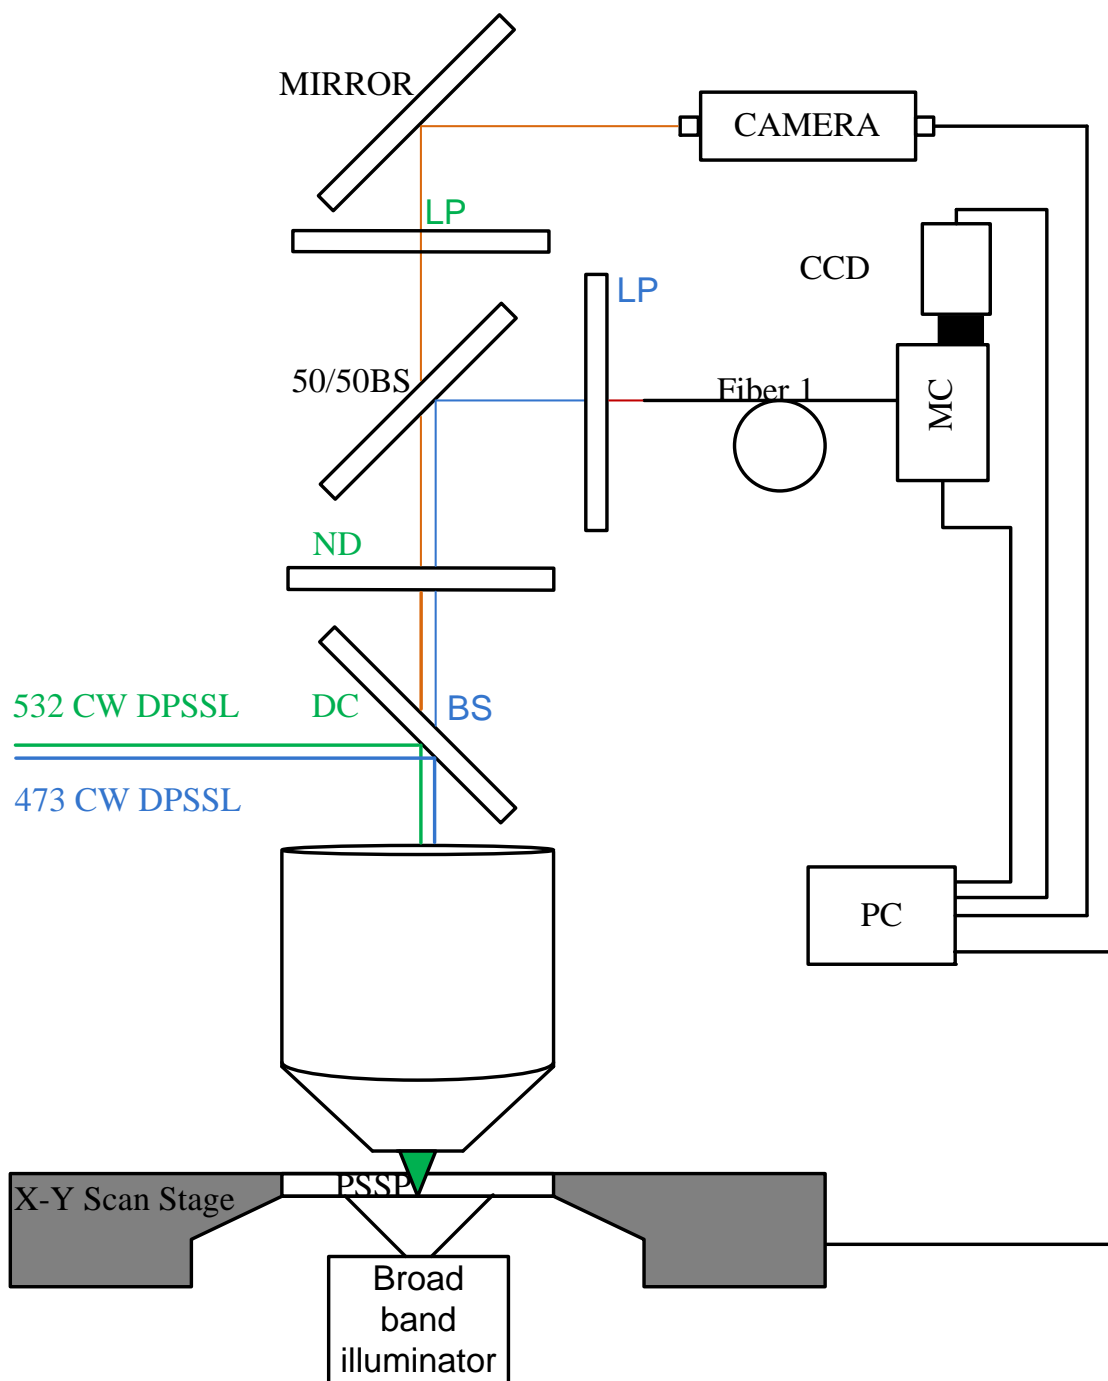 MIRROR
CAMERA
LP
CCD
LP
50/50BS
Fiber 1
MC
ND
532 CW DPSSL
DC
BS
473 CW DPSSL
PC
PSSP
X-Y Scan Stage
Broad
band
illuminator